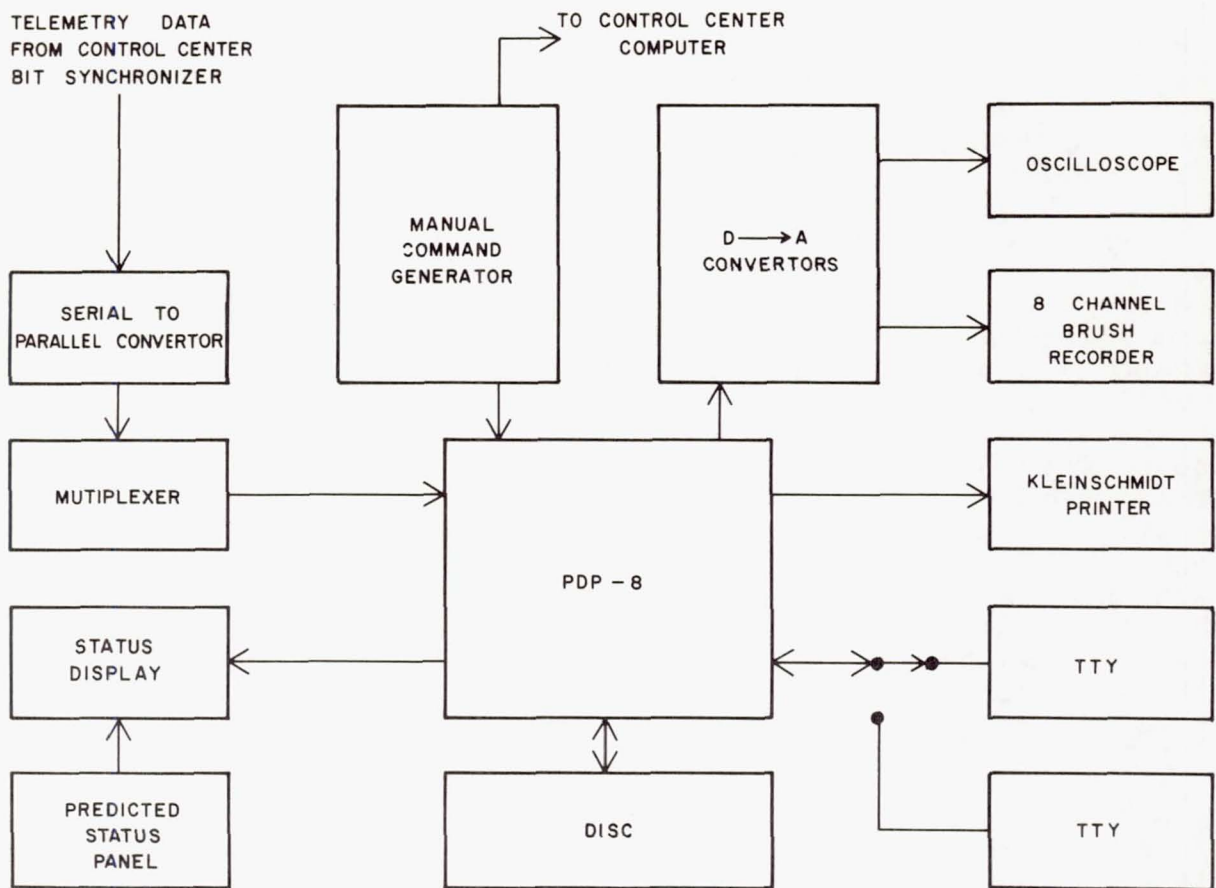 TELEMETRY DATA
FROM CONTROL CENTER
BIT SYNCHRONIZER
TO CONTROL CENTER
COMPUTER
MANUAL
COMMAND
GENERATOR
D A
CONVERTORS
OSCILLOSCOPE
SERIAL TO
PARALLEL CONVERTOR
8 CHANNEL
BRUSH
RECORDER
MUTIPLEXER
PDP-8
KLEINSCHMIDT
PRINTER
STATUS
DISPLAY
TTY
PREDICTED
STATUS
PANEL
DISC
TTY